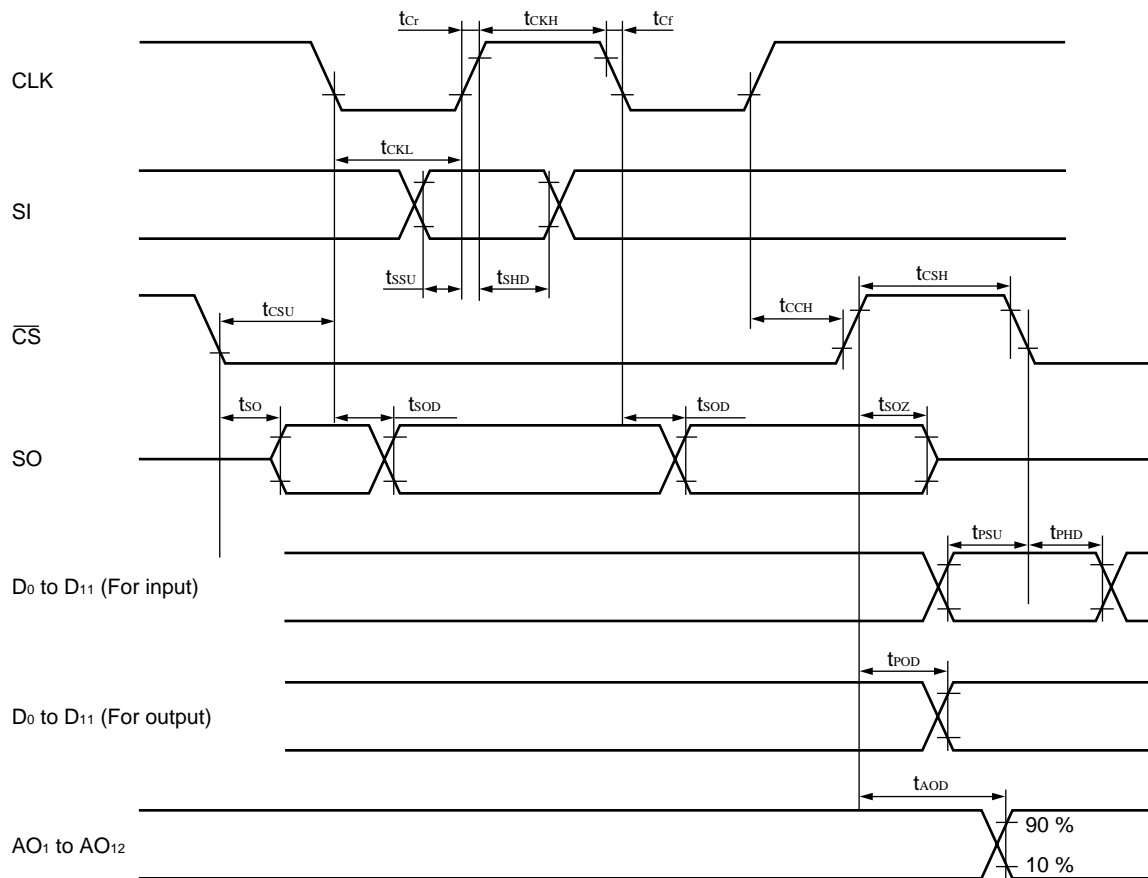 tCr tCKH tCf
CLK
tCKL
SI
tSSU tSHD
tCSH
tCSU tCCH
CS
tSO tSOD tSOD tSOZ
SO
tPSU tPHD
D0 to D11 (For input)
tPOD
D0 to D11 (For output)
tAOD
90 %
AO1 to AO12
10 %